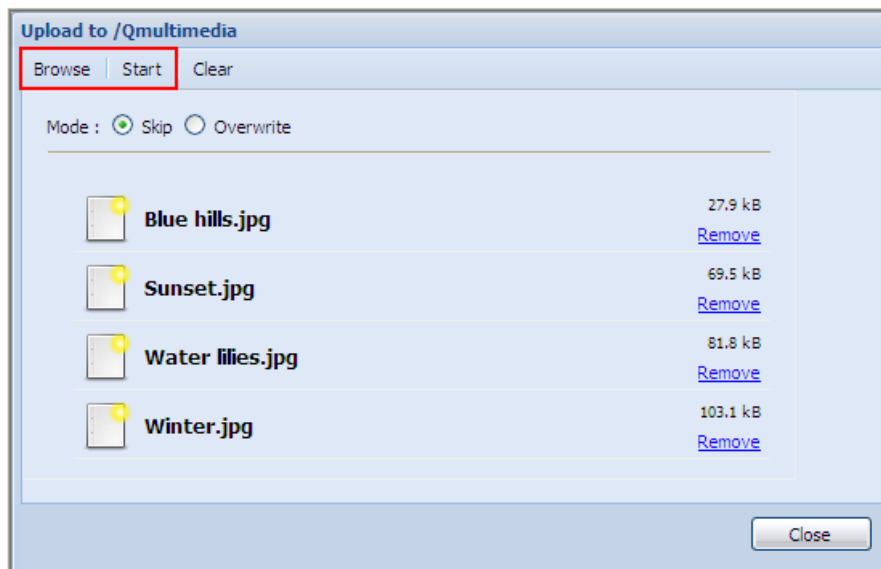 Upload to /Qmultimedia
Browse Start Clear
Mode : Skip Overwrite
Blue hills.jpg 27.9 kB
Remove
Sunset.jpg 69.5 kB
Remove
Water lilies.jpg 81.8 kB
Remove
Winter.jpg 103.1 kB
Remove
Close